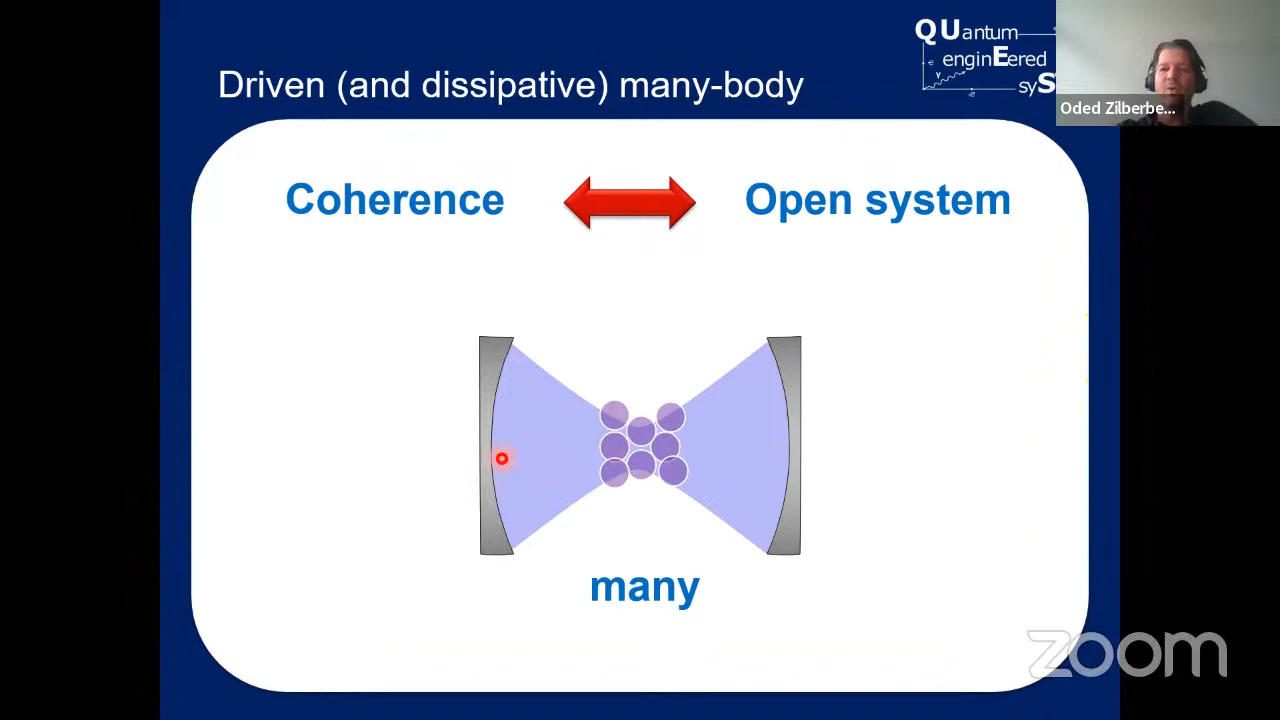 QUantum
enginEered
syS
Driven (and dissipative) many-body
Oded Zilberbe...
Coherence
Open system
many
zoom